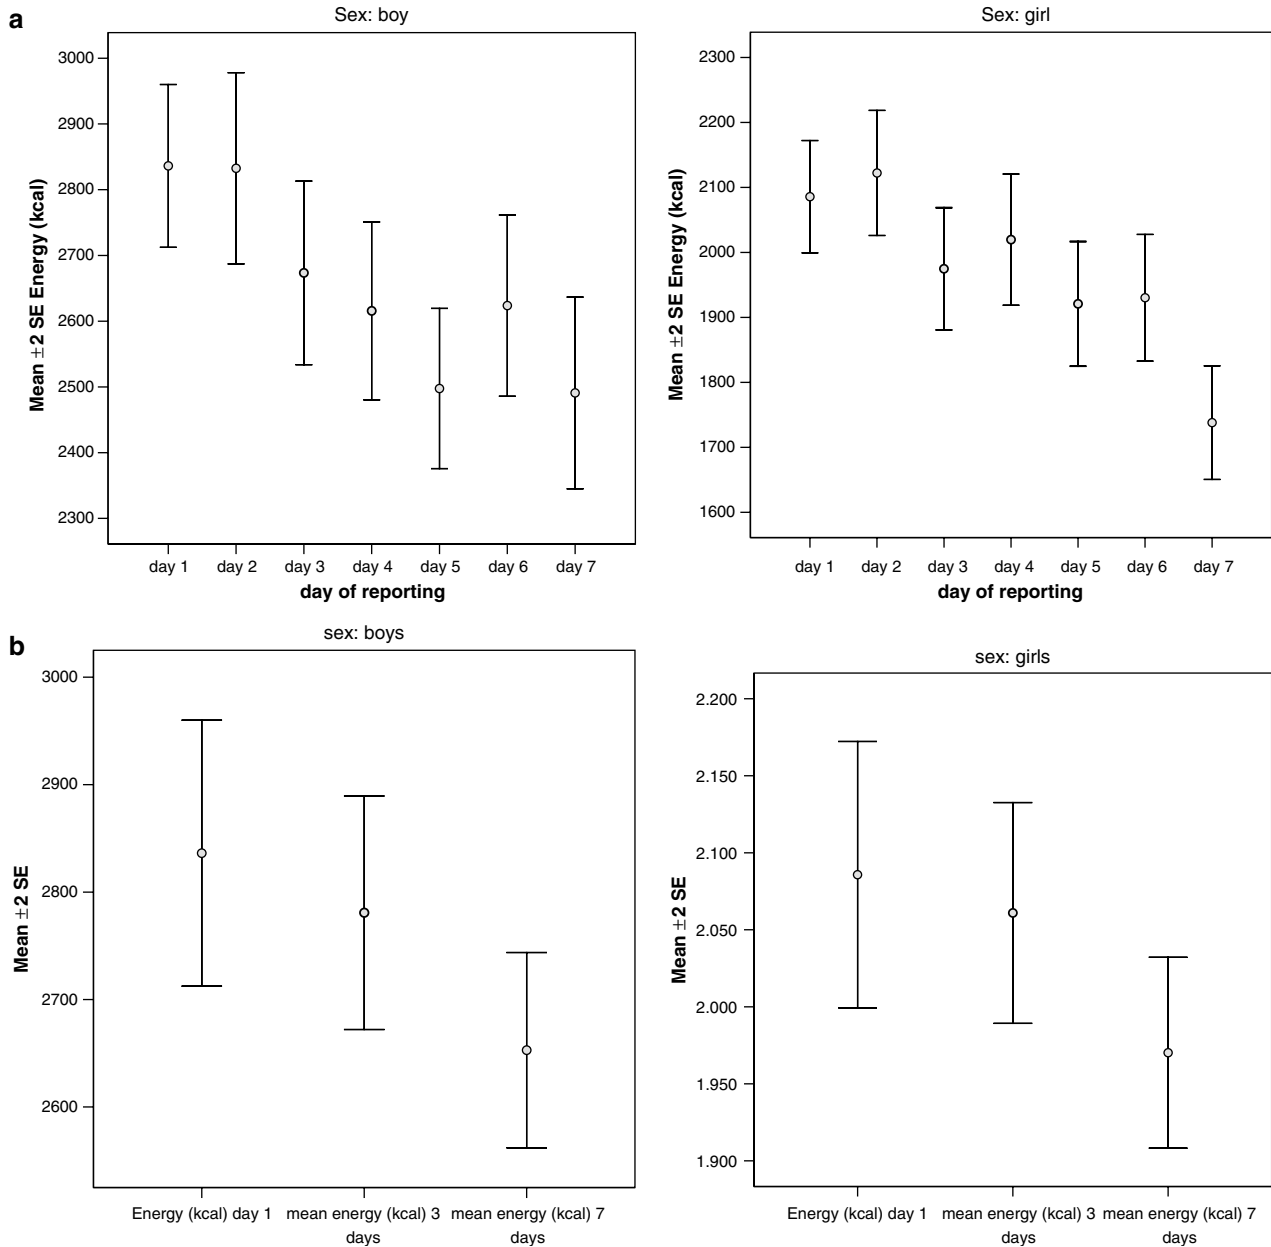 a
Sex: boy
3000
2900
2800
2700
2600
2500
2400
2300
Mean ±2 SE Energy (kcal)
day 1 day 2 day 3 day 4 day 5 day 6 day 7
day of reporting
Sex: girl
2300
2200
2100
2000
1900
1800
1700
1600
Mean ±2 SE Energy (kcal)
day 1 day 2 day 3 day 4 day 5 day 6 day 7
day of reporting
b
sex: boys
3000
2900
2800
2700
2600
Mean ±2 SE
Energy (kcal) day 1 mean energy (kcal) 3 mean energy (kcal) 7
days days
sex: girls
2.200
2.150
2.100
2.050
2.000
1.950
1.900
Mean ±2 SE
Energy (kcal) day 1 mean energy (kcal) 3 mean energy (kcal) 7
days days